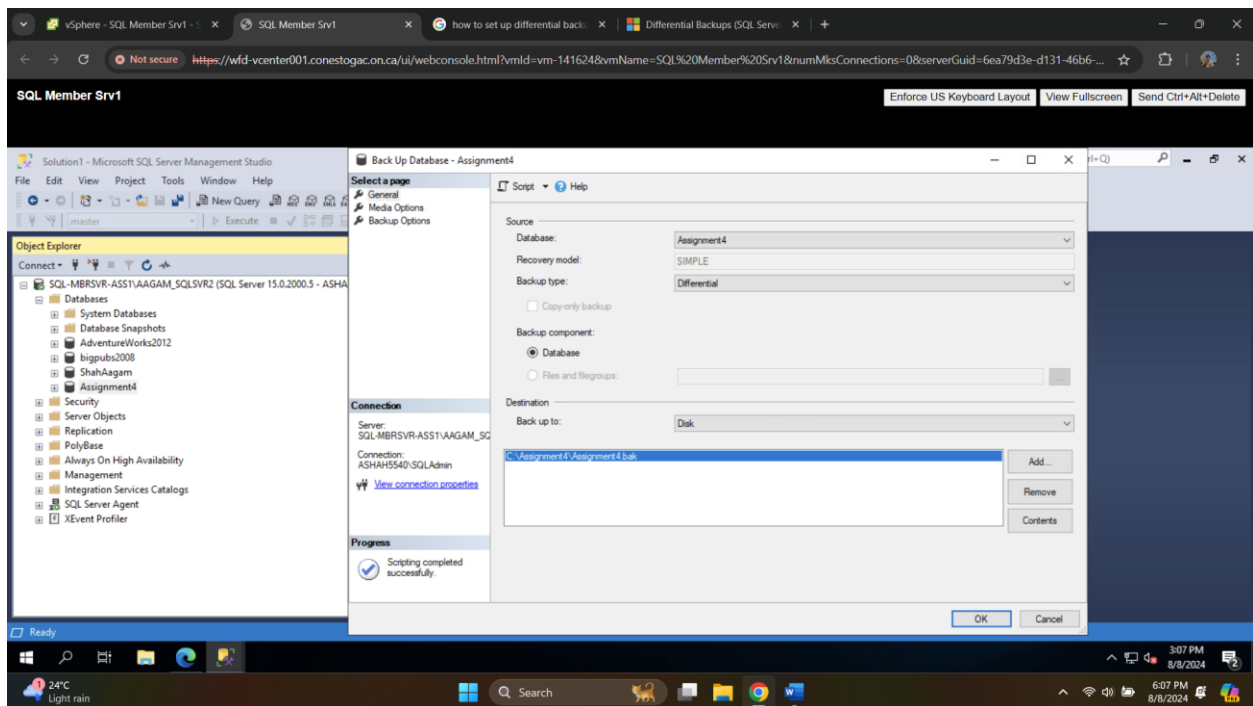 vSphere - SQL Member Srv1 - S
SQL Member Srv1
how to set up differential back
Differential Backups (SQL Serve
Not secure https://wfd-vcenter001.conestogac.on.ca/ui/webconsole.html?vmId=vm-141624&vmName=SQL%20Member%20Srv1&numMksConnections=0&serverGuid=6ea79d3e-d131-46b6-...
SQL Member Srv1
Enforce US Keyboard Layout
View Fullscreen
Send Ctrl+Alt+Delete
Solution1 - Microsoft SQL Server Management Studio
File Edit View Project Tools Window Help
New Query
master
Execute
Object Explorer
Connect
SQL-MBRSVR-ASS1\AAGAM_SQLSVR2 (SQL Server 15.0.2000.5 - ASHA
Databases
System Databases
Database Snapshots
AdventureWorks2012
bigpubs2008
ShahAagam
Assignment4
Security
Server Objects
Replication
PolyBase
Always On High Availability
Management
Integration Services Catalogs
SQL Server Agent
XEvent Profiler
Ready
Back Up Database - Assignment4
Select a page
General
Media Options
Backup Options
Connection
Server:
SQL-MBRSVR-ASS1\AAGAM_SQ
Connection:
ASHAH5540\SQLAdmin
View connection properties
Progress
Scripting completed
successfully.
Script Help
Source
Database: Assignment4
Recovery model: SIMPLE
Backup type: Differential
Copy-only backup
Backup component:
Database
Files and filegroups:
...
Destination
Back up to: Disk
C:\Assignment4\Assignment4.bak
Add...
Remove
Contents
OK
Cancel
3:07 PM
8/8/2024
2
1
24°C
Light rain
Search
6:07 PM
8/8/2024